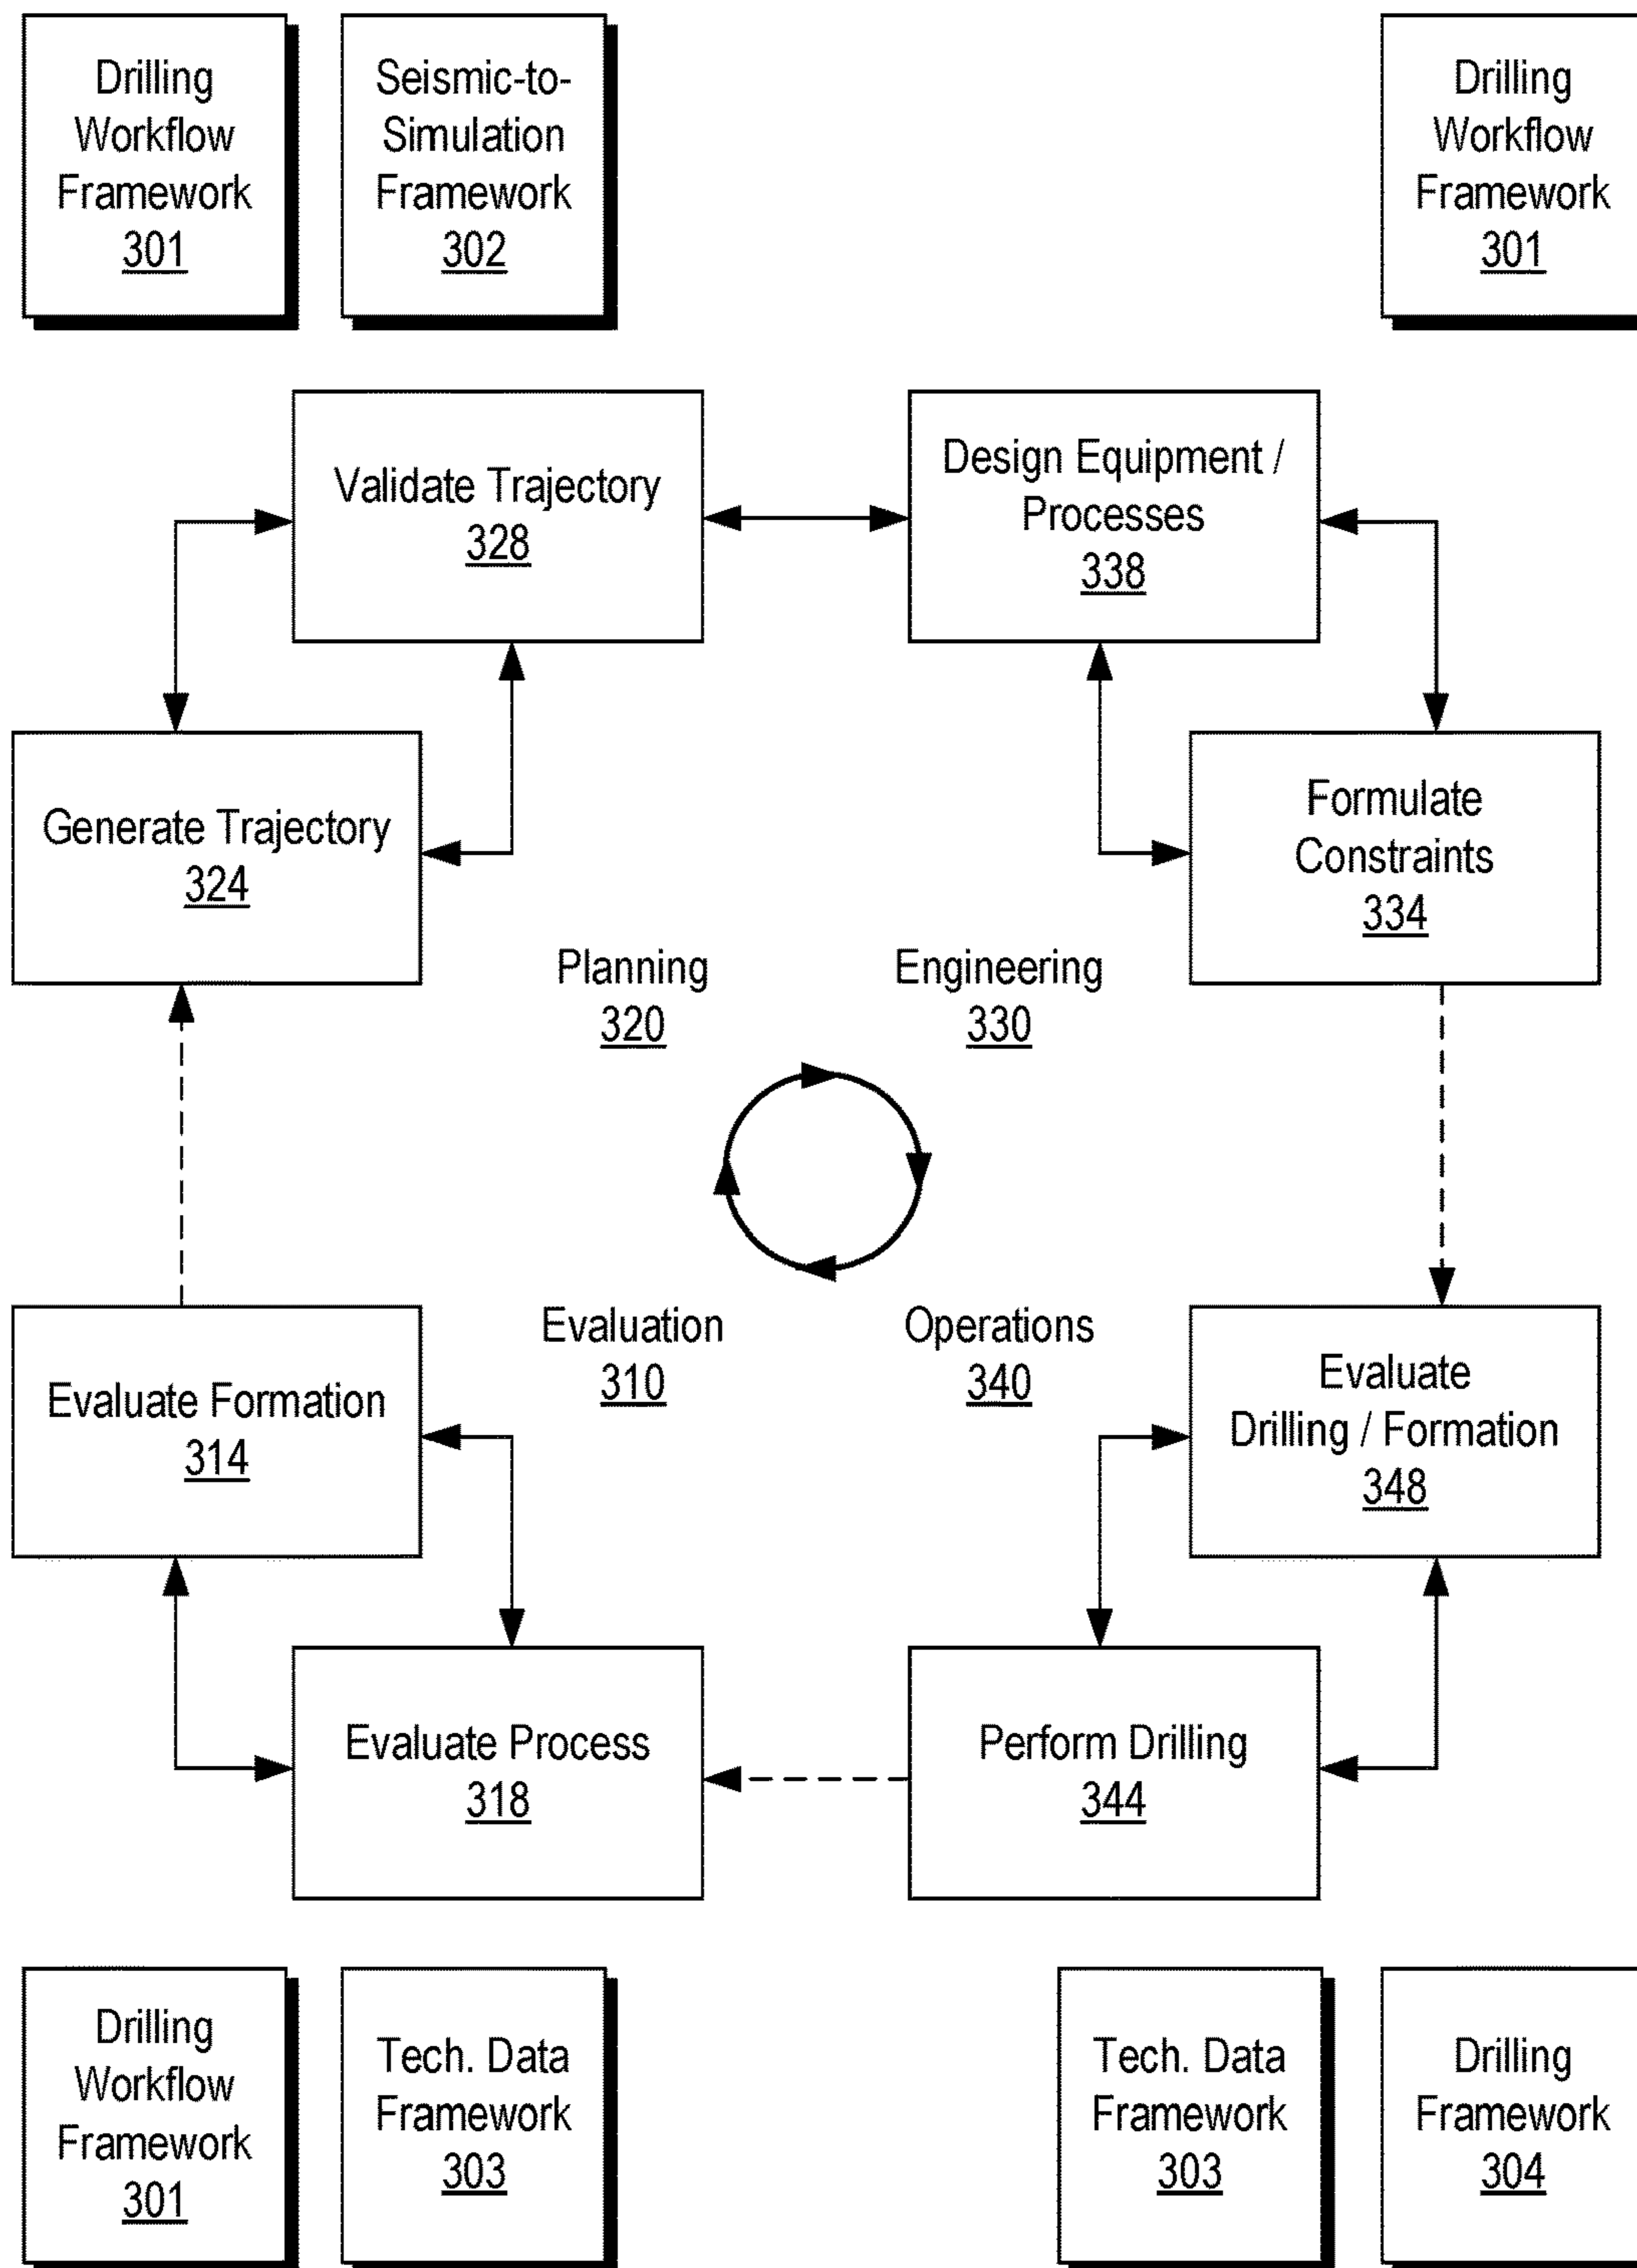 Drilling
Workflow
Framework
301
Seismic-to-
Simulation
Framework
302
Drilling
Workflow
Framework
301
Validate Trajectory
328
Design Equipment /
Processes
338
Generate Trajectory
324
Formulate
Constraints
334
Planning
320
Engineering
330
Evaluation
310
Operations
340
Evaluate Formation
314
Evaluate
Drilling / Formation
348
Evaluate Process
318
Perform Drilling
344
Drilling
Workflow
Framework
301
Tech. Data
Framework
303
Tech. Data
Framework
303
Drilling
Framework
304